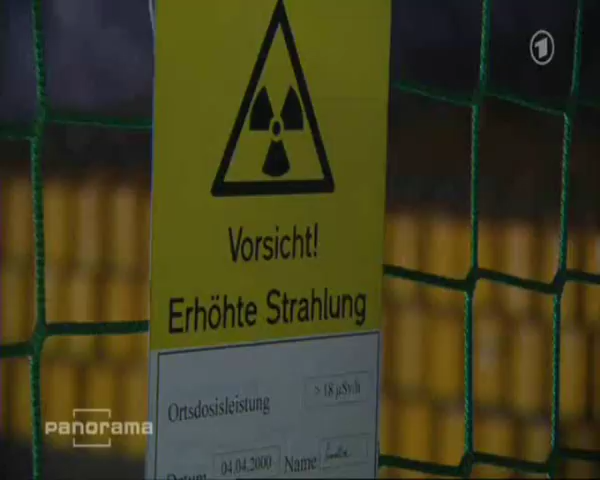 1
Vorsicht!
Erhöhte Strahlung
Ortsdosisleistung > 18 µSv/h
Datum 04.04.2000 Name
panorama